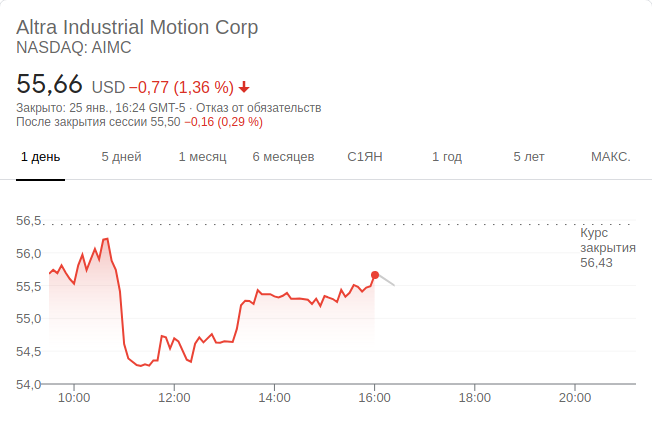 Altra Industrial Motion Corp
NASDAQ: AIMC
55,66 USD −0,77 (1,36 %)
Закрыто: 25 янв., 16:24 GMT-5 · Отказ от обязательств
После закрытия сессии 55,50 −0,16 (0,29 %)
1 день 5 дней 1 месяц 6 месяцев С1ЯН 1 год 5 лет МАКС.
56,5
Курс
56,0 закрытия
56,43
55,5
55,0
54,5
54,0
10:00 12:00 14:00 16:00 18:00 20:00